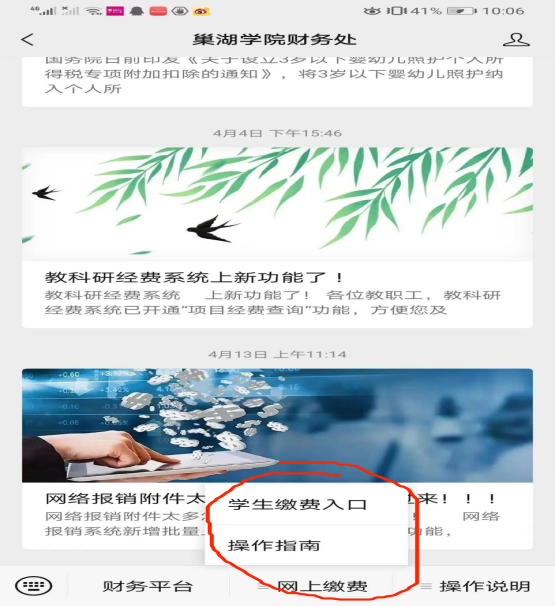 41% 10:06
巢湖学院财务处
国务院日前印发《关于设立3岁以下婴幼儿照护个人所
得税专项附加扣除的通知》，将3岁以下婴幼儿照护纳
入个人所
4月4日 下午15:46
教科研经费系统上新功能了！
教科研经费系统 上新功能了！ 各位教职工，教科研
经费系统已开通"项目经费查询"功能，方便您及
4月13日 上午11:14
网络报销附件太 来！！！
网络报销附件太多 网络
报销系统新增批量 功能，
学生缴费入口
操作指南
财务平台 网上缴费 操作说明